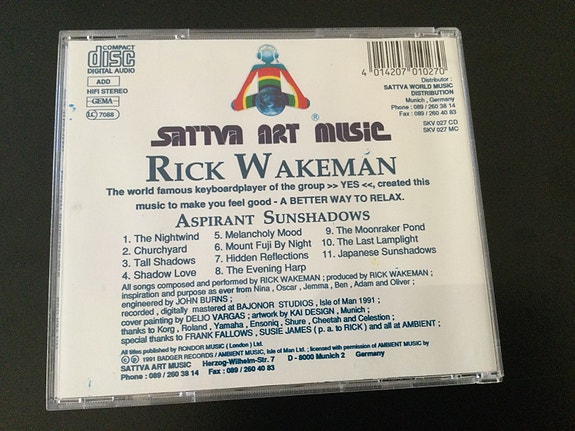 COMPACT
disc
DIGITAL AUDIO
ADD
HIFI STEREO
GEMA
LC 7088
4 014207 010270
Distributor :
SATTVA WORLD MUSIC
DISTRIBUTION
Munich , Germany
Phone : 089 / 260 38 14
Fax : 089 / 260 40 83
SKV 027 CD
SKV 027 MC
®
SATTVA ART MUSIC
RICK WAKEMAN
The world famous keyboardplayer of the group >> YES <<, created this
music to make you feel good - A BETTER WAY TO RELAX.
ASPIRANT SUNSHADOWS
1. The Nightwind
2. Churchyard
3. Tall Shadows
4. Shadow Love
5. Melancholy Mood
6. Mount Fuji By Night
7. Hidden Reflections
8. The Evening Harp
9. The Moonraker Pond
10. The Last Lamplight
11. Japanese Sunshadows
All songs composed and performed by RICK WAKEMAN ; produced by RICK WAKEMAN ;
inspiration and purpose as ever from Nina , Oscar , Jemma , Ben , Adam and Oliver ;
engineered by JOHN BURNS ;
recorded , digitally mastered at BAJONOR STUDIOS , Isle of Man 1991 ;
cover painting by DELIO VARGAS ; artwork by KAI DESIGN , Munich ;
thanks to Korg , Roland , Yamaha , Ensoniq , Shure , Cheetah and Celestion ;
special thanks to FRANK FALLOWS , SUSIE JAMES ( p. a. to RICK ) and all at AMBIENT ;
All titles published by RONDOR MUSIC ( London ) Ltd.
© ℗ 1991 BADGER RECORDS / AMBIENT MUSIC, Isle of Man Ltd. ; licensed with permission of AMBIENT MUSIC by
SATTVA ART MUSIC Herzog-Wilhelm-Str. 7 D - 8000 Munich 2 Germany
Phone : 089 / 260 38 14 Fax : 089 / 260 40 83